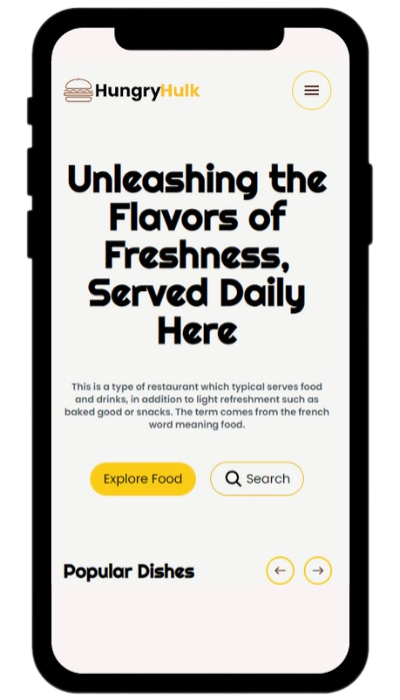 HungryHulk
Unleashing the
Flavors of
Freshness,
Served Daily
Here
This is a type of restaurant which typical serves food
and drinks, in addition to light refreshment such as
baked good or snacks. The term comes from the french
word meaning food.
Explore Food
Search
Popular Dishes